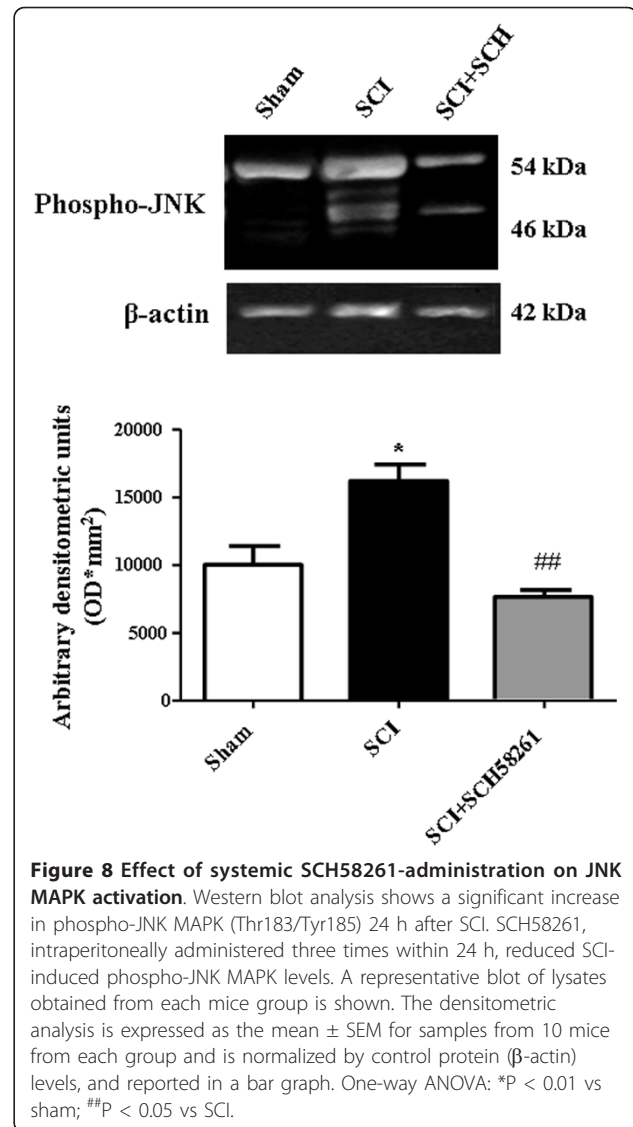 Sham
SCI
SCI+SCH
54 kDa
Phospho-JNK
46 kDa
β-actin
42 kDa
Arbitrary densitometric units
(OD*mm²)
20000
15000
10000
5000
0
*
##
Sham
SCI
SCI+SCH58261
Figure 8 Effect of systemic SCH58261-administration on JNK
MAPK activation. Western blot analysis shows a significant increase
in phospho-JNK MAPK (Thr183/Tyr185) 24 h after SCI. SCH58261,
intraperitoneally administered three times within 24 h, reduced SCI-
induced phospho-JNK MAPK levels. A representative blot of lysates
obtained from each mice group is shown. The densitometric
analysis is expressed as the mean ± SEM for samples from 10 mice
from each group and is normalized by control protein (β-actin)
levels, and reported in a bar graph. One-way ANOVA: *P < 0.01 vs
sham; ##P < 0.05 vs SCI.